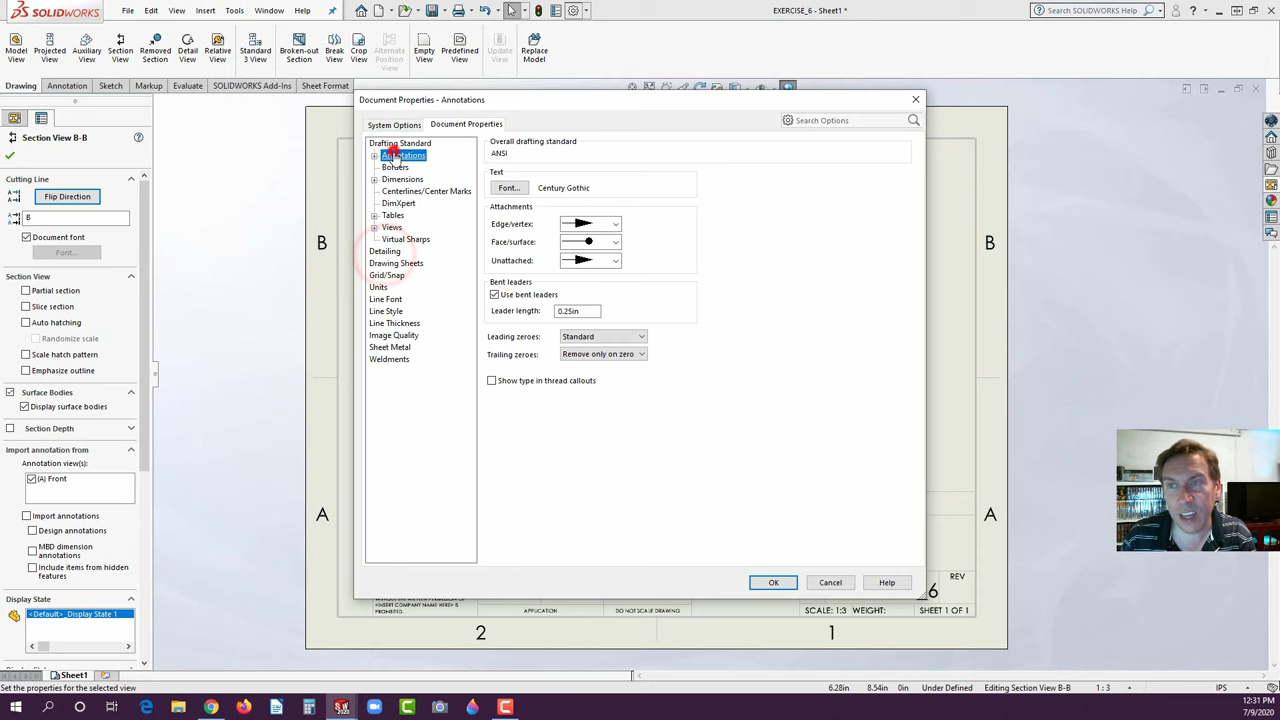 SOLIDWORKS
File Edit View Insert Tools Window Help
EXERCISE_6 - Sheet1 *
Search SOLIDWORKS Help
Model View
Projected View
Auxiliary View
Section View
Removed Section
Detail View
Relative View
Standard 3 View
Broken-out Section
Break View
Crop View
Alternate Position View
Empty View
Predefined View
Update View
Replace Model
Drawing Annotation Sketch Markup Evaluate SOLIDWORKS Add-Ins Sheet Format
Section View B-B
Cutting Line
Flip Direction
B
Document font
Font...
Section View
Partial section
Slice section
Auto hatching
Randomize scale
Scale hatch pattern
Emphasize outline
Surface Bodies
Display surface bodies
Section Depth
Import annotation from
Annotation view(s):
(A) Front
Import annotations
Design annotations
MBD dimension annotations
Include items from hidden features
Display State
<Default>_Display State 1
Document Properties - Annotations
System Options Document Properties
Search Options
Drafting Standard
Annotations
Borders
Dimensions
Centerlines/Center Marks
DimXpert
Tables
Views
Virtual Sharps
Detailing
Drawing Sheets
Grid/Snap
Units
Line Font
Line Style
Line Thickness
Image Quality
Sheet Metal
Weldments
Overall drafting standard
ANSI
Text
Font... Century Gothic
Attachments
Edge/vertex:
Face/surface:
Unattached:
Bent leaders
Use bent leaders
Leader length: 0.25in
Leading zeroes: Standard
Trailing zeroes: Remove only on zero
Show type in thread callouts
OK Cancel Help
B
B
A
A
<INSERT COMPANY NAME HERE> IS
PROHIBITED.
APPLICATION
DO NOT SCALE DRAWING
6
REV
SCALE: 1:3 WEIGHT: SHEET 1 OF 1
2
1
Sheet1
Set the properties for the selected view
6.28in 8.54in 0in Editing Section View B-B 1 : 3 IPS
12:31 PM
7/9/2020